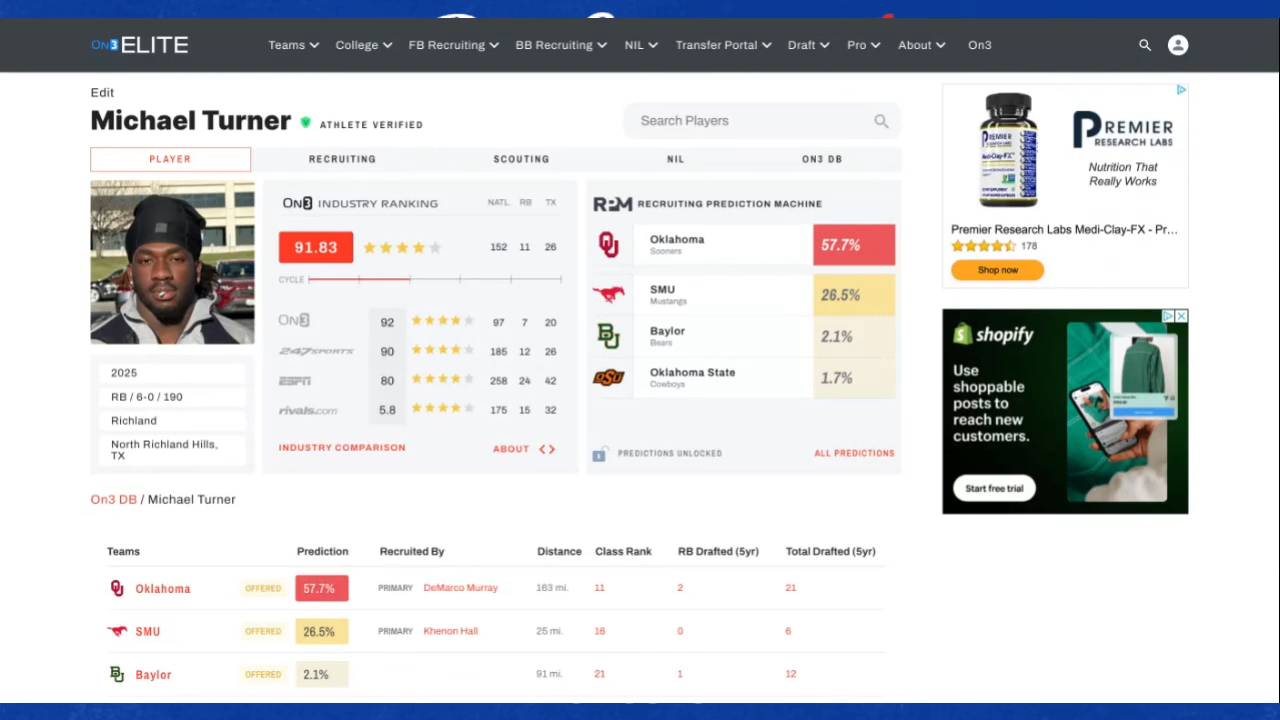 On3 ELITE
Teams College FB Recruiting BB Recruiting NIL Transfer Portal Draft Pro About On3
Edit
Michael Turner ATHLETE VERIFIED
Search Players
PLAYER RECRUITING SCOUTING NIL ON3 DB
2025
RB / 6-0 / 190
Richland
North Richland Hills,
TX
On3 INDUSTRY RANKING NATL RB TX
91.83 152 11 26
CYCLE
On3 92 97 7 20
247SPORTS 90 185 12 26
ESPN 80 258 24 42
rivals.com 5.8 175 15 32
INDUSTRY COMPARISON ABOUT
RPM RECRUITING PREDICTION MACHINE
Oklahoma
Sooners
57.7%
SMU
Mustangs
26.5%
Baylor
Bears
2.1%
OSU
Oklahoma State
Cowboys
1.7%
PREDICTIONS UNLOCKED ALL PREDICTIONS
On3 DB / Michael Turner
Teams Prediction Recruited By Distance Class Rank RB Drafted (5yr) Total Drafted (5yr)
Oklahoma OFFERED 57.7% PRIMARY DeMarco Murray 163 mi. 11 2 21
SMU OFFERED 26.5% PRIMARY Khenon Hall 25 mi. 16 0 6
Baylor OFFERED 2.1% 91 mi. 21 1 12
PREMIER
RESEARCH LABS
Nutrition That
Really Works
Premier Research Labs Medi-Clay-FX - Pr...
178
Shop now
shopify
Use
shoppable
posts to
reach new
customers.
Start free trial